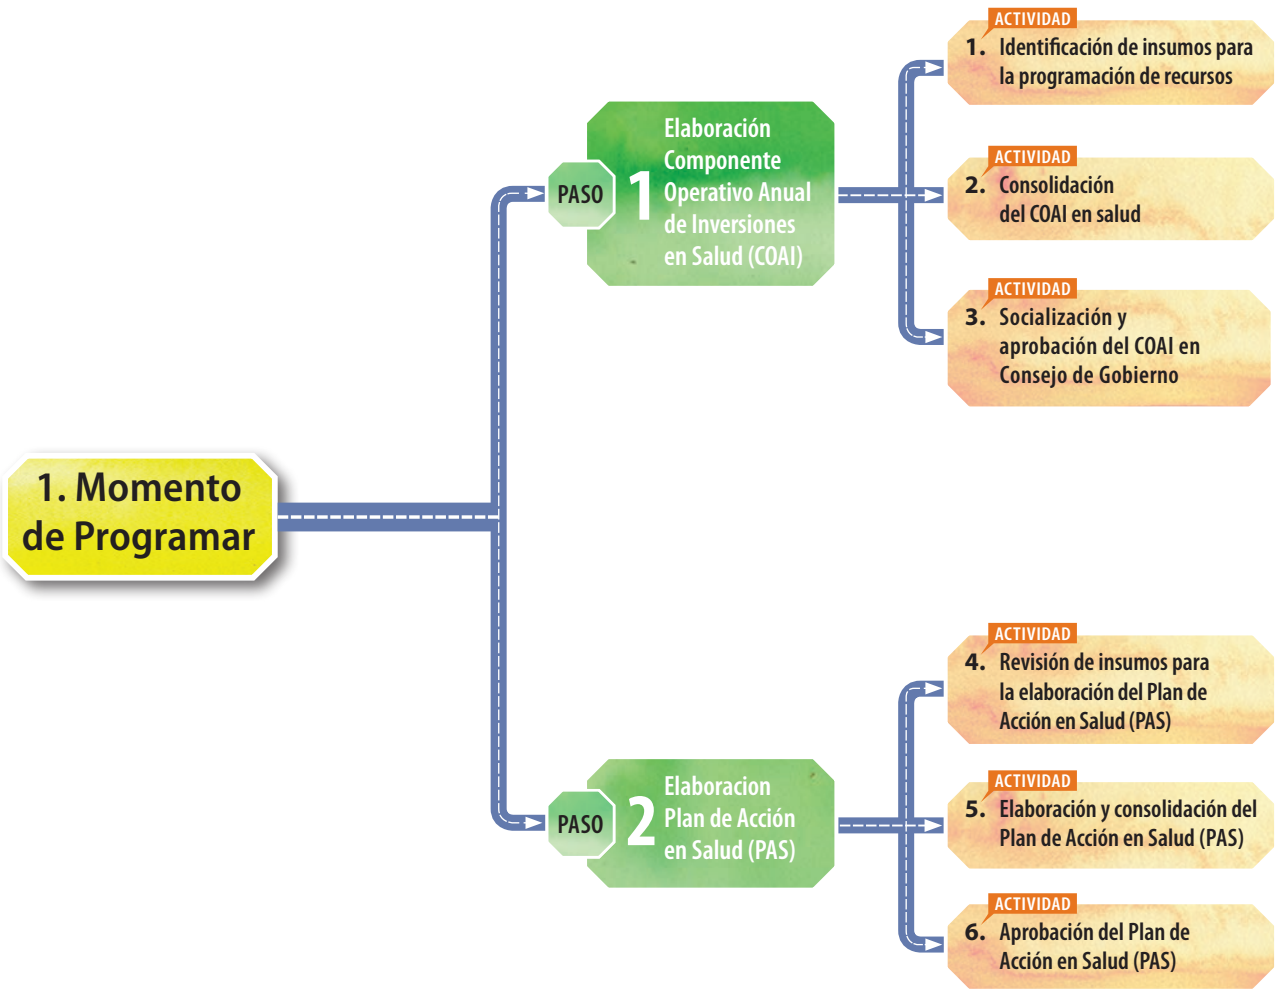 1. Momento
de Programar
PASO
1
Elaboración
Componente
Operativo Anual
de Inversiones
en Salud (COAI)
ACTIVIDAD
1. Identificación de insumos para
la programación de recursos
ACTIVIDAD
2. Consolidación
del COAI en salud
ACTIVIDAD
3. Socialización y
aprobación del COAI en
Consejo de Gobierno
PASO
2
Elaboracion
Plan de Acción
en Salud (PAS)
ACTIVIDAD
4. Revisión de insumos para
la elaboración del Plan de
Acción en Salud (PAS)
ACTIVIDAD
5. Elaboración y consolidación del
Plan de Acción en Salud (PAS)
ACTIVIDAD
6. Aprobación del Plan de
Acción en Salud (PAS)